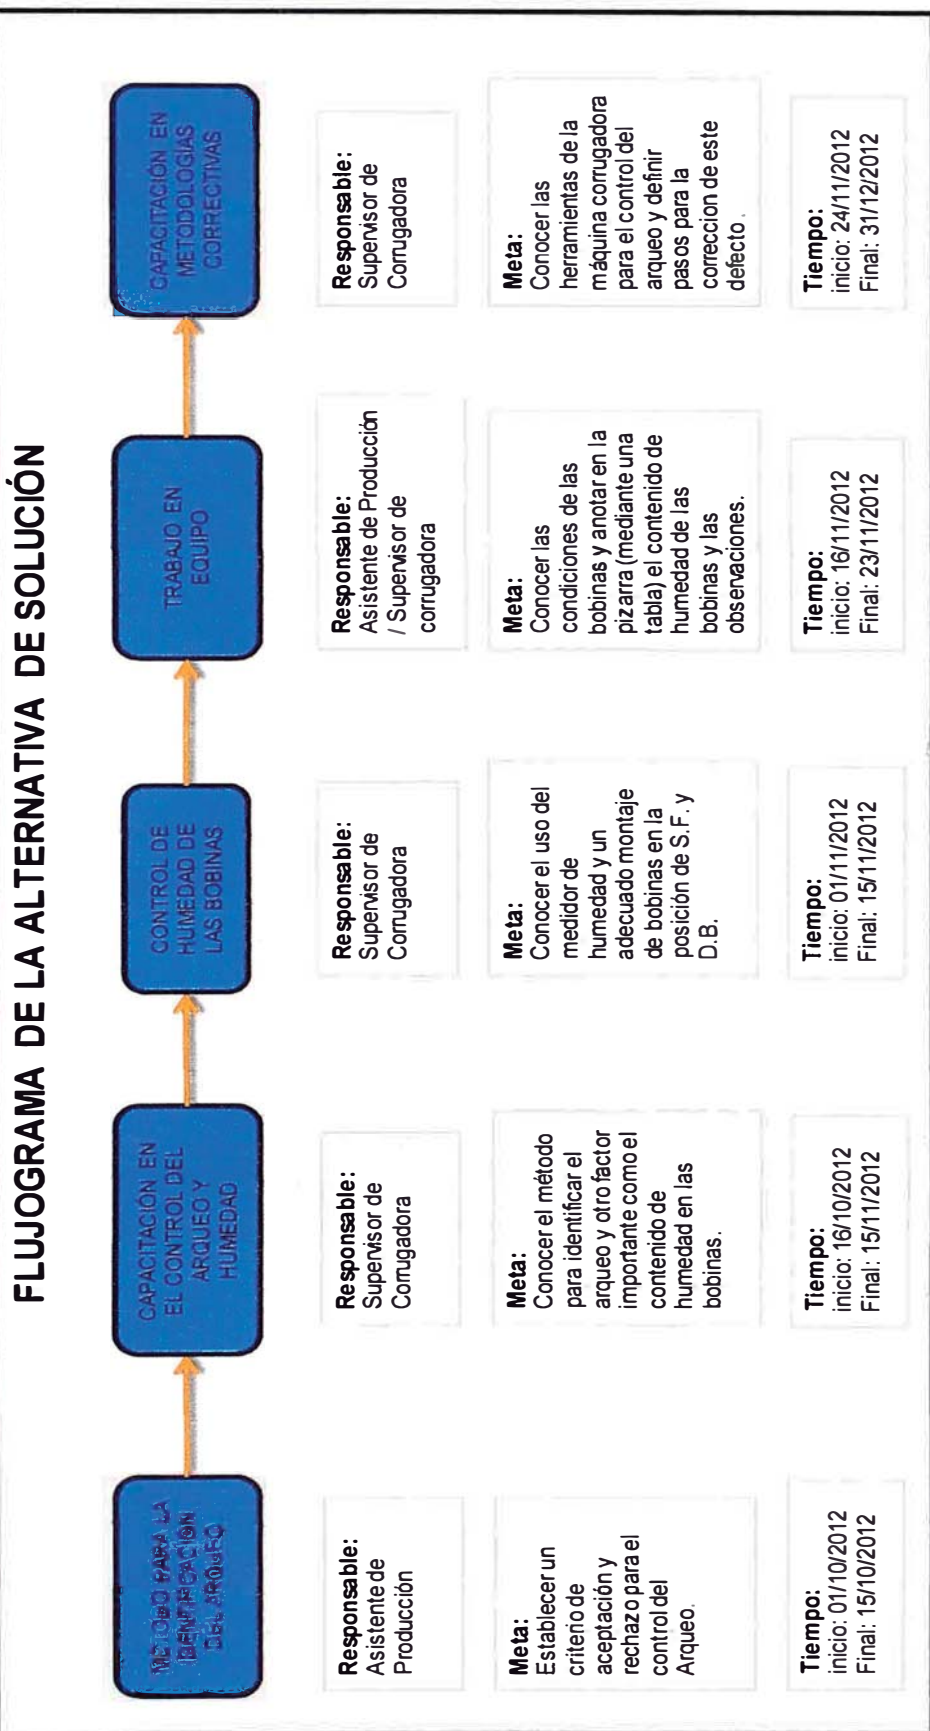 FLUJOGRAMA DE LA ALTERNATIVA DE SOLUCIÓN
MÉTODO PARA LA
IDENTIFICACIÓN
DEL ARQUEO
CAPACITACIÓN EN
EL CONTROL DEL
ARQUEO Y
HUMEDAD
CONTROL DE
HUMEDAD DE
LAS BOBINAS
TRABAJO EN
EQUIPO
CAPACITACIÓN EN
METODOLOGÍAS
CORRECTIVAS
Responsable:
Asistente de
Producción
Responsable:
Supervisor de
Corrugadora
Responsable:
Supervisor de
Corrugadora
Responsable:
Asistente de Producción
/ Supervisor de
corrugadora
Responsable:
Supervisor de
Corrugadora
Meta:
Establecer un
criterio de
aceptación y
rechazo para el
control del
Arqueo.
Meta:
Conocer el método
para identificar el
arqueo y otro factor
importante como el
contenido de
humedad en las
bobinas.
Meta:
Conocer el uso del
medidor de
humedad y un
adecuado montaje
de bobinas en la
posición de S.F. y
D.B.
Meta:
Conocer las
condiciones de las
bobinas y anotar en la
pizarra (mediante una
tabla) el contenido de
humedad de las
bobinas y las
observaciones.
Meta:
Conocer las
herramientas de la
máquina corrugadora
para el control del
arqueo y definir
pasos para la
correccion de este
defecto.
Tiempo:
inicio: 01/10/2012
Final: 15/10/2012
Tiempo:
inicio: 16/10/2012
Final: 15/11/2012
Tiempo:
inicio: 01/11/2012
Final: 15/11/2012
Tiempo:
inicio: 16/11/2012
Final: 23/11/2012
Tiempo:
inicio: 24/11/2012
Final: 31/12/2012